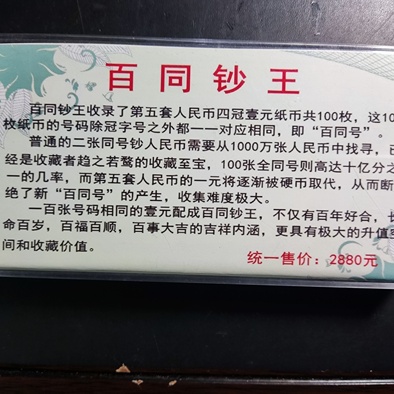 百同钞王
百同钞王收录了第五套人民币四冠壹元纸币共100枚，这10
枚纸币的号码除冠字号之外都一一对应相同，即“百同号”。
普通的二张同号钞人民币需要从1000万张人民币中找寻，已
经是收藏者趋之若鹜的收藏至宝，100张全同号则高达十亿分之
一的几率，而第五套人民币的一元将逐渐被硬币取代，从而断
绝了新“百同号”的产生，收集难度极大。
一百张号码相同的壹元配成百同钞王，不仅有百年好合，长
命百岁，百福百顺，百事大吉的吉祥内涵，更具有极大的升值空
间和收藏价值。
统一售价：2880元